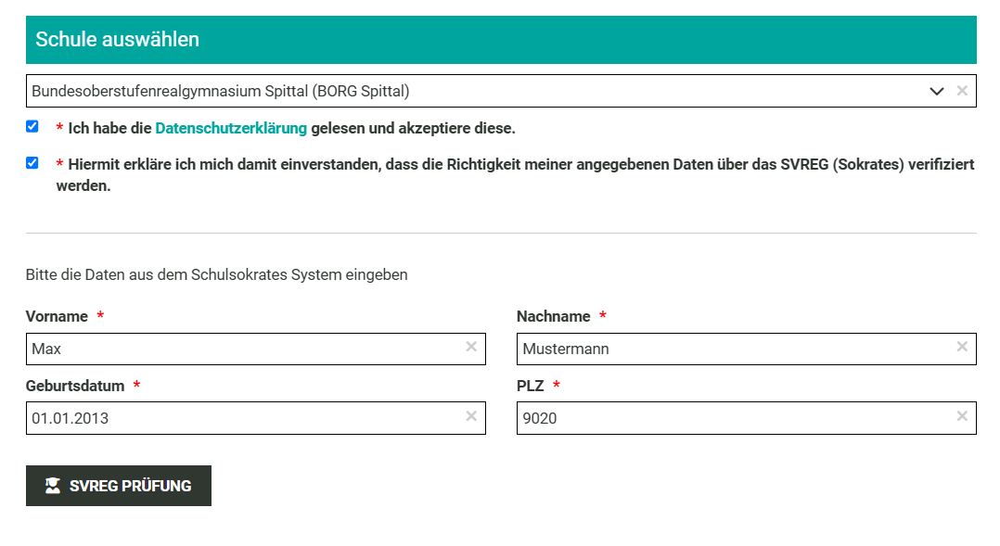 Schule auswählen
Bundesoberstufenrealgymnasium Spittal (BORG Spittal)
* Ich habe die Datenschutzerklärung gelesen und akzeptiere diese.
* Hiermit erkläre ich mich damit einverstanden, dass die Richtigkeit meiner angegebenen Daten über das SVREG (Sokrates) verifiziert
werden.
Bitte die Daten aus dem Schulsokrates System eingeben
Vorname *
Nachname *
Max
Mustermann
Geburtsdatum *
PLZ *
01.01.2013
9020
SVREG PRÜFUNG